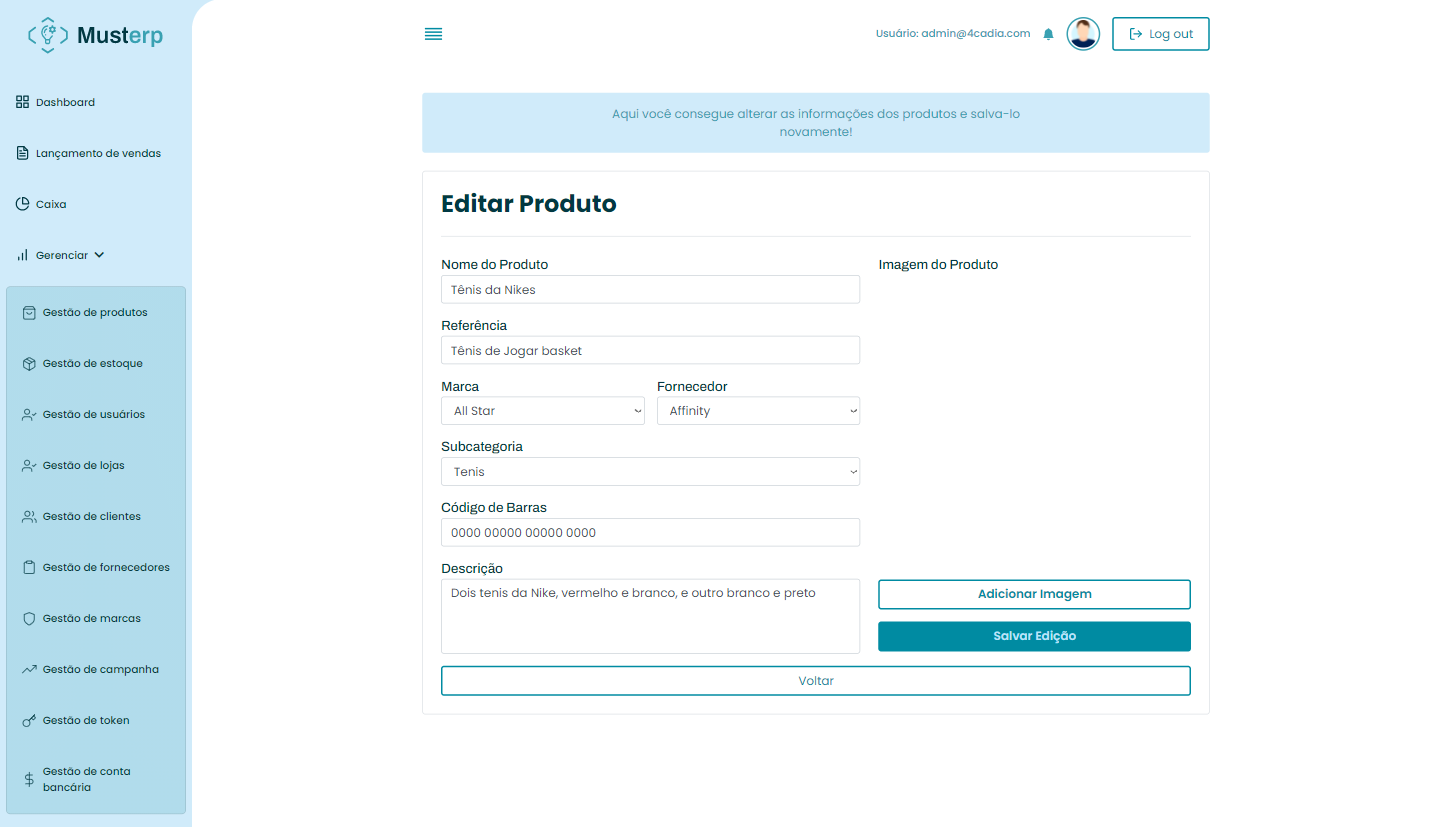 Musterp
Dashboard
Lançamento de vendas
Caixa
Gerenciar
Gestão de produtos
Gestão de estoque
Gestão de usuários
Gestão de lojas
Gestão de clientes
Gestão de fornecedores
Gestão de marcas
Gestão de campanha
Gestão de token
Gestão de conta
bancária
Usuário: admin@4cadia.com
Log out
Aqui você consegue alterar as informações dos produtos e salva-lo
novamente!
Editar Produto
Nome do Produto
Tênis da Nikes
Referência
Tênis de Jogar basket
Marca Fornecedor
All Star Affinity
Subcategoria
Tenis
Código de Barras
0000 00000 00000 0000
Descrição
Dois tenis da Nike, vermelho e branco, e outro branco e preto
Imagem do Produto
Adicionar Imagem
Salvar Edição
Voltar